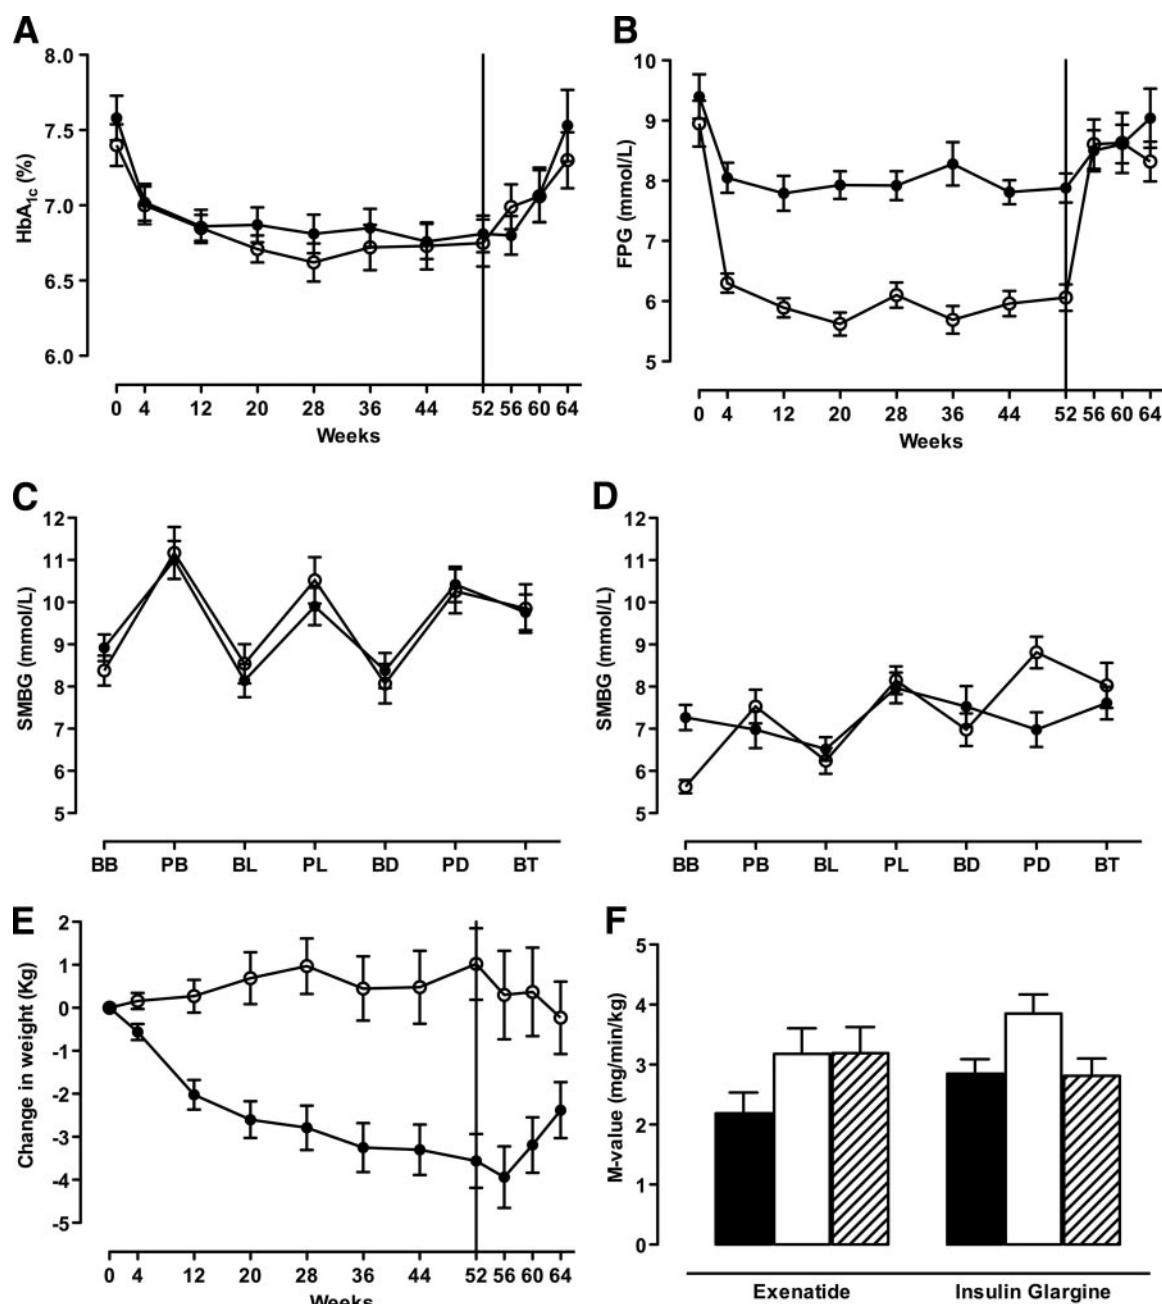 A
HbA1c (%)
8.0
7.5
7.0
6.5
6.0
0 4 12 20 28 36 44 52 56 60 64
Weeks
B
FPG (mmol/L)
10
9
8
7
6
5
0 4 12 20 28 36 44 52 56 60 64
Weeks
C
SMBG (mmol/L)
12
11
10
9
8
7
6
5
BB PB BL PL BD PD BT
D
SMBG (mmol/L)
12
11
10
9
8
7
6
5
BB PB BL PL BD PD BT
E
Change in weight (Kg)
2
1
0
-1
-2
-3
-4
-5
0 4 12 20 28 36 44 52 56 60 64
Weeks
F
M-value (mg/min/kg)
5
4
3
2
1
0
Exenatide Insulin Glargine